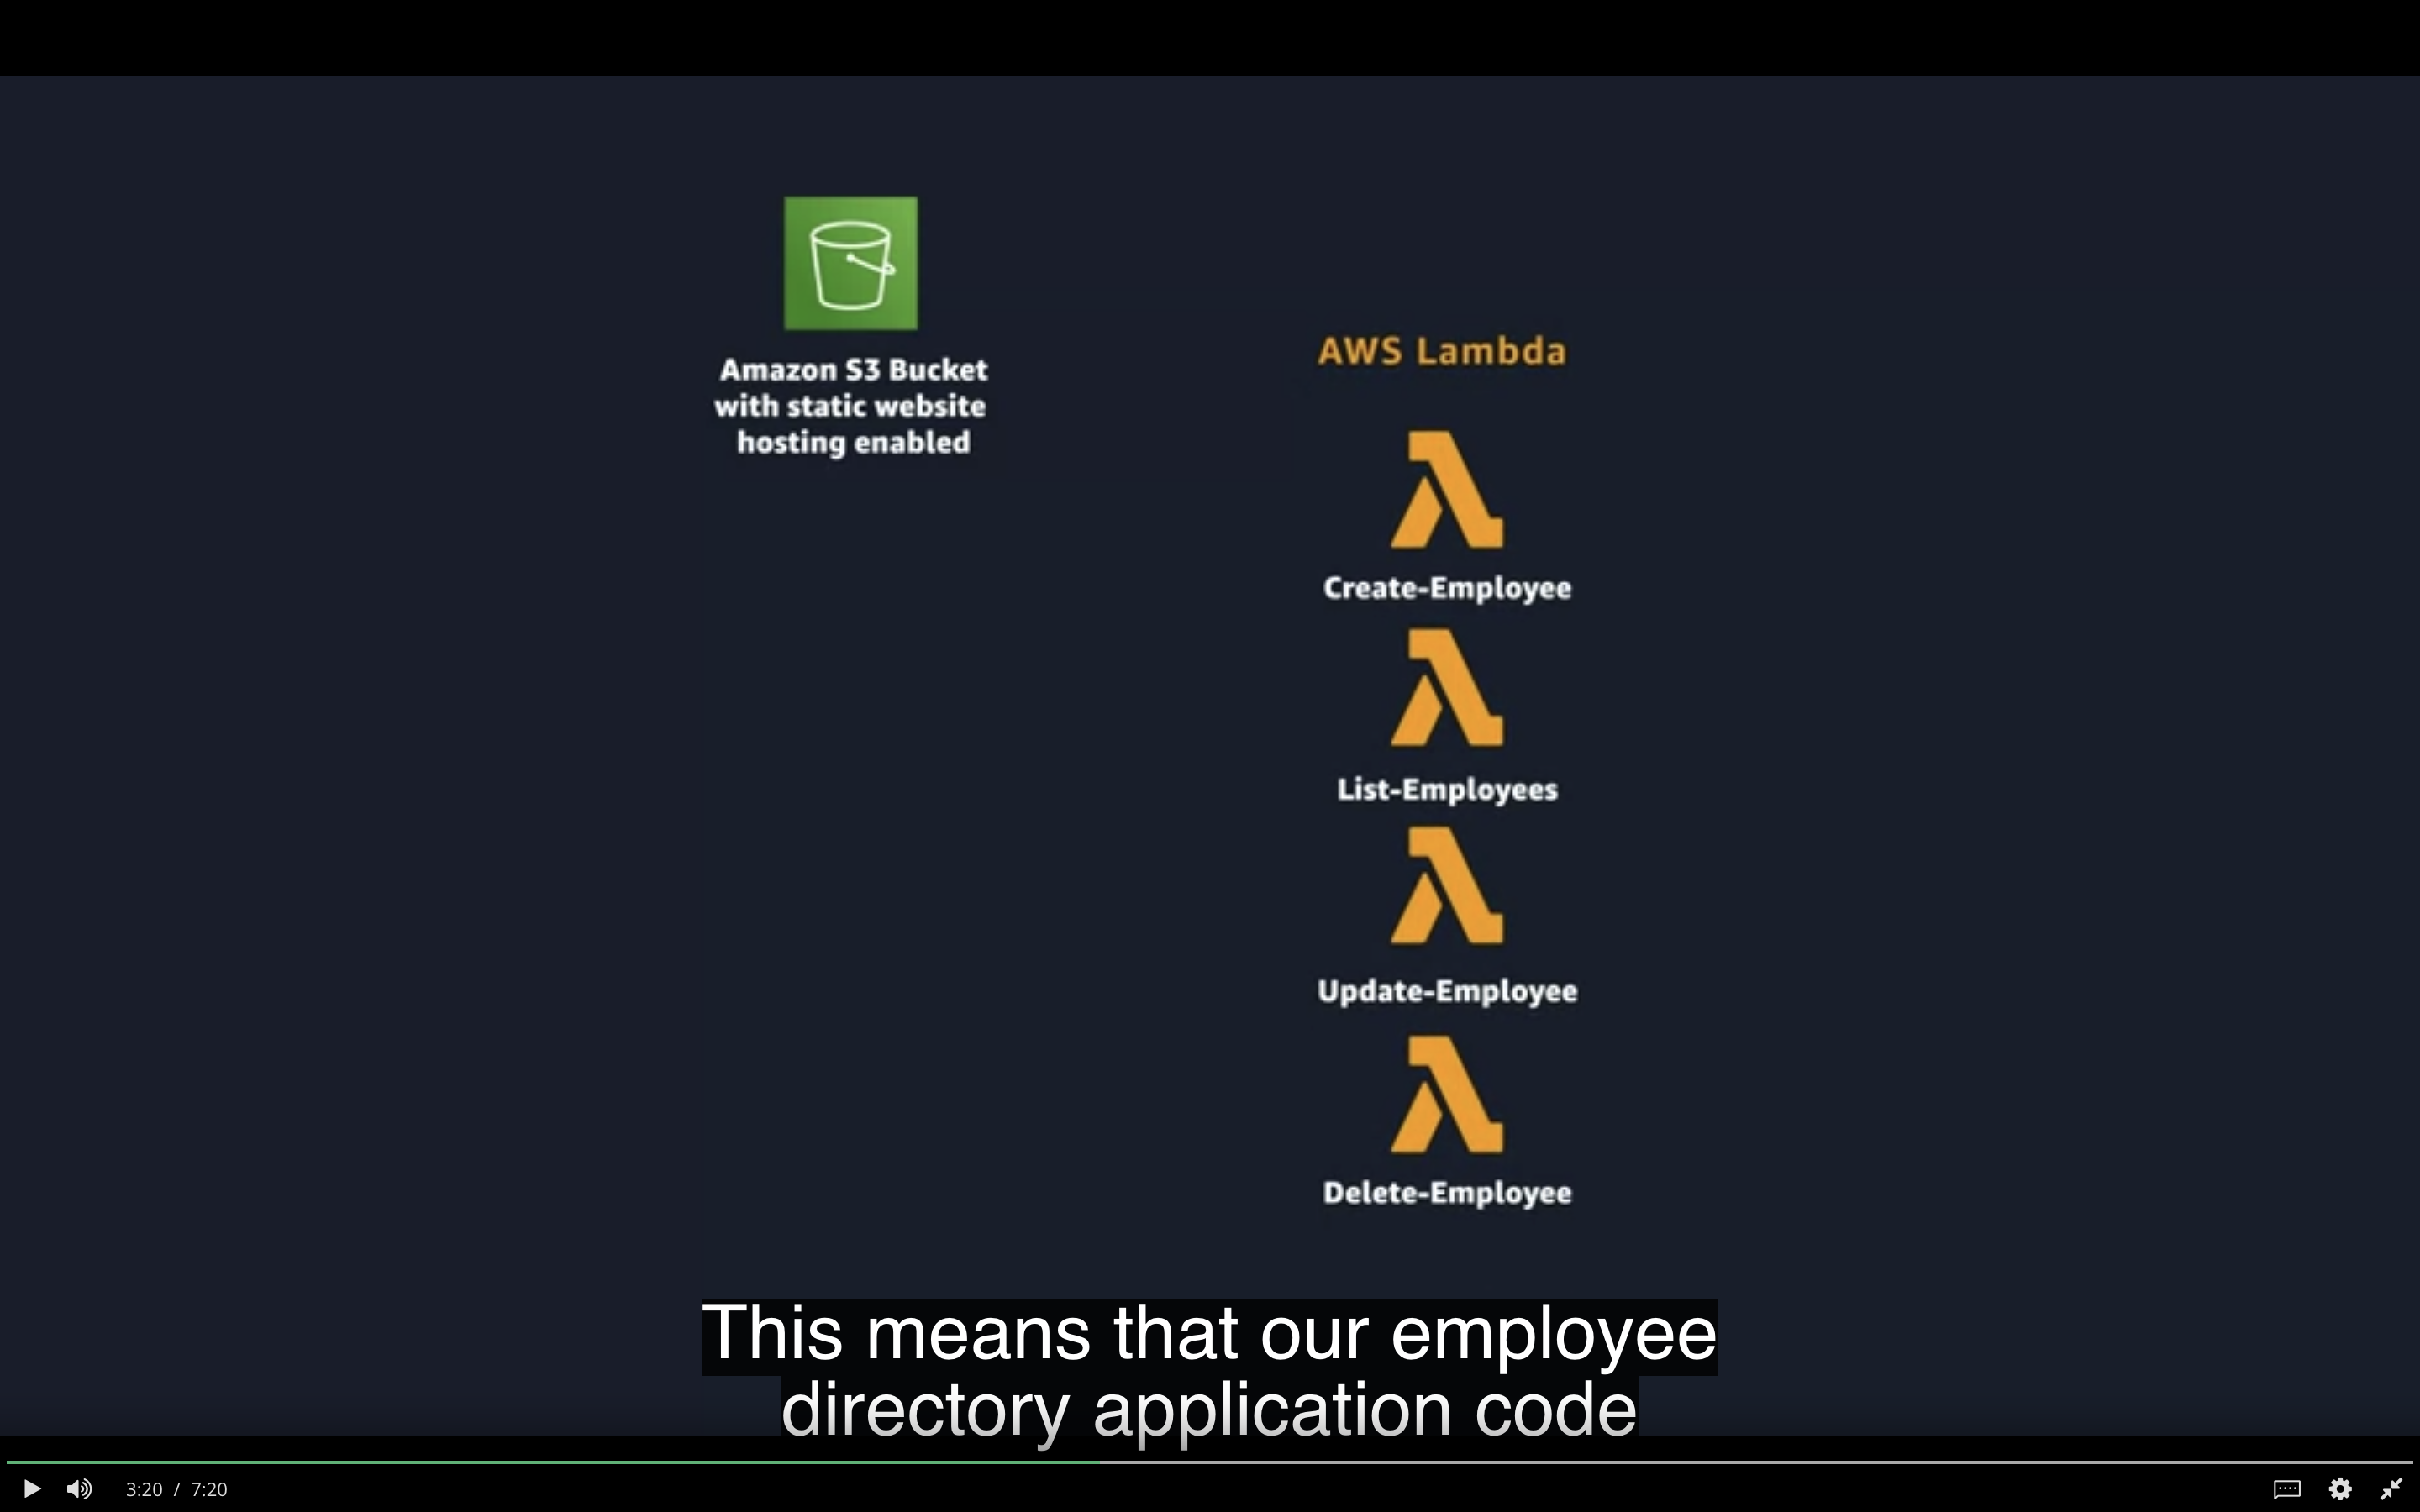 Amazon S3 Bucket
with static website
hosting enabled
AWS Lambda
Create-Employee
List-Employees
Update-Employee
Delete-Employee
This means that our employee
directory application code
3:20 / 7:20